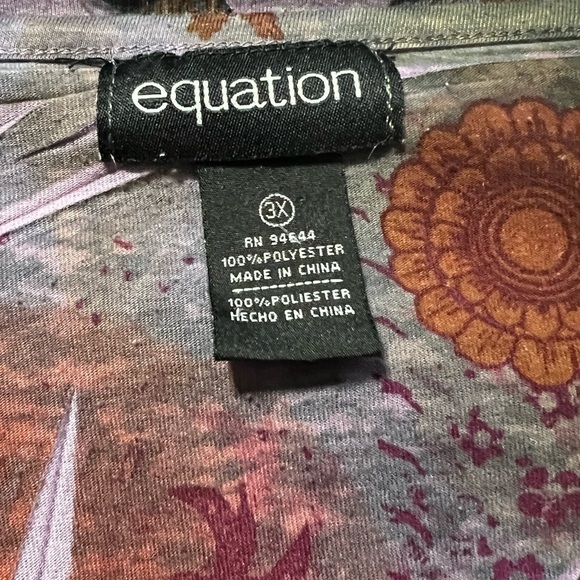 equation
3X
RN 94644
100%POLYESTER
MADE IN CHINA
100%POLIESTER
HECHO EN CHINA